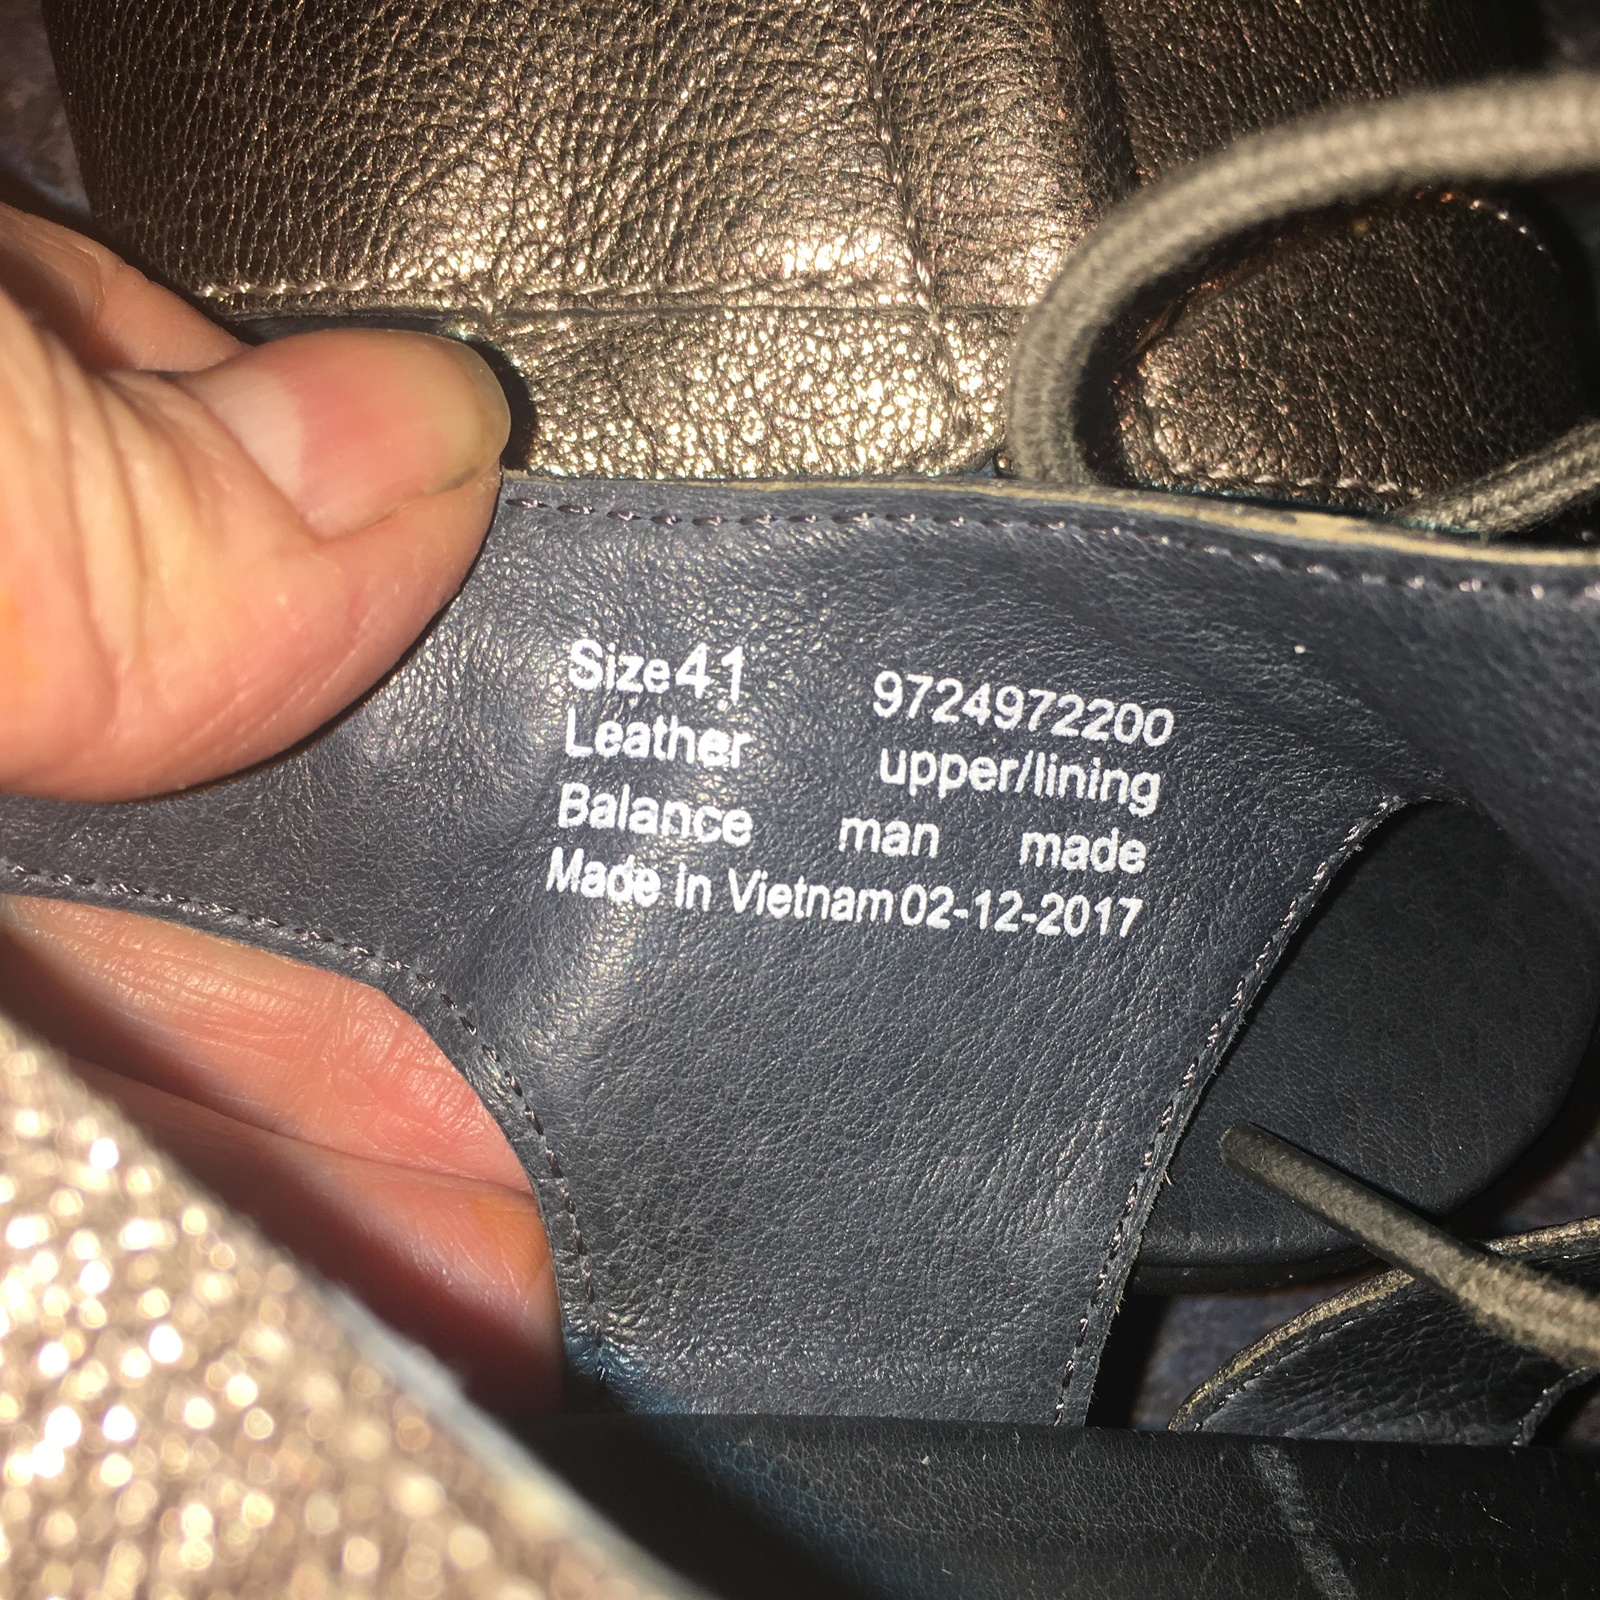 Size41 9724972200
Leather upper/lining
Balance man made
Made in Vietnam02-12-2017